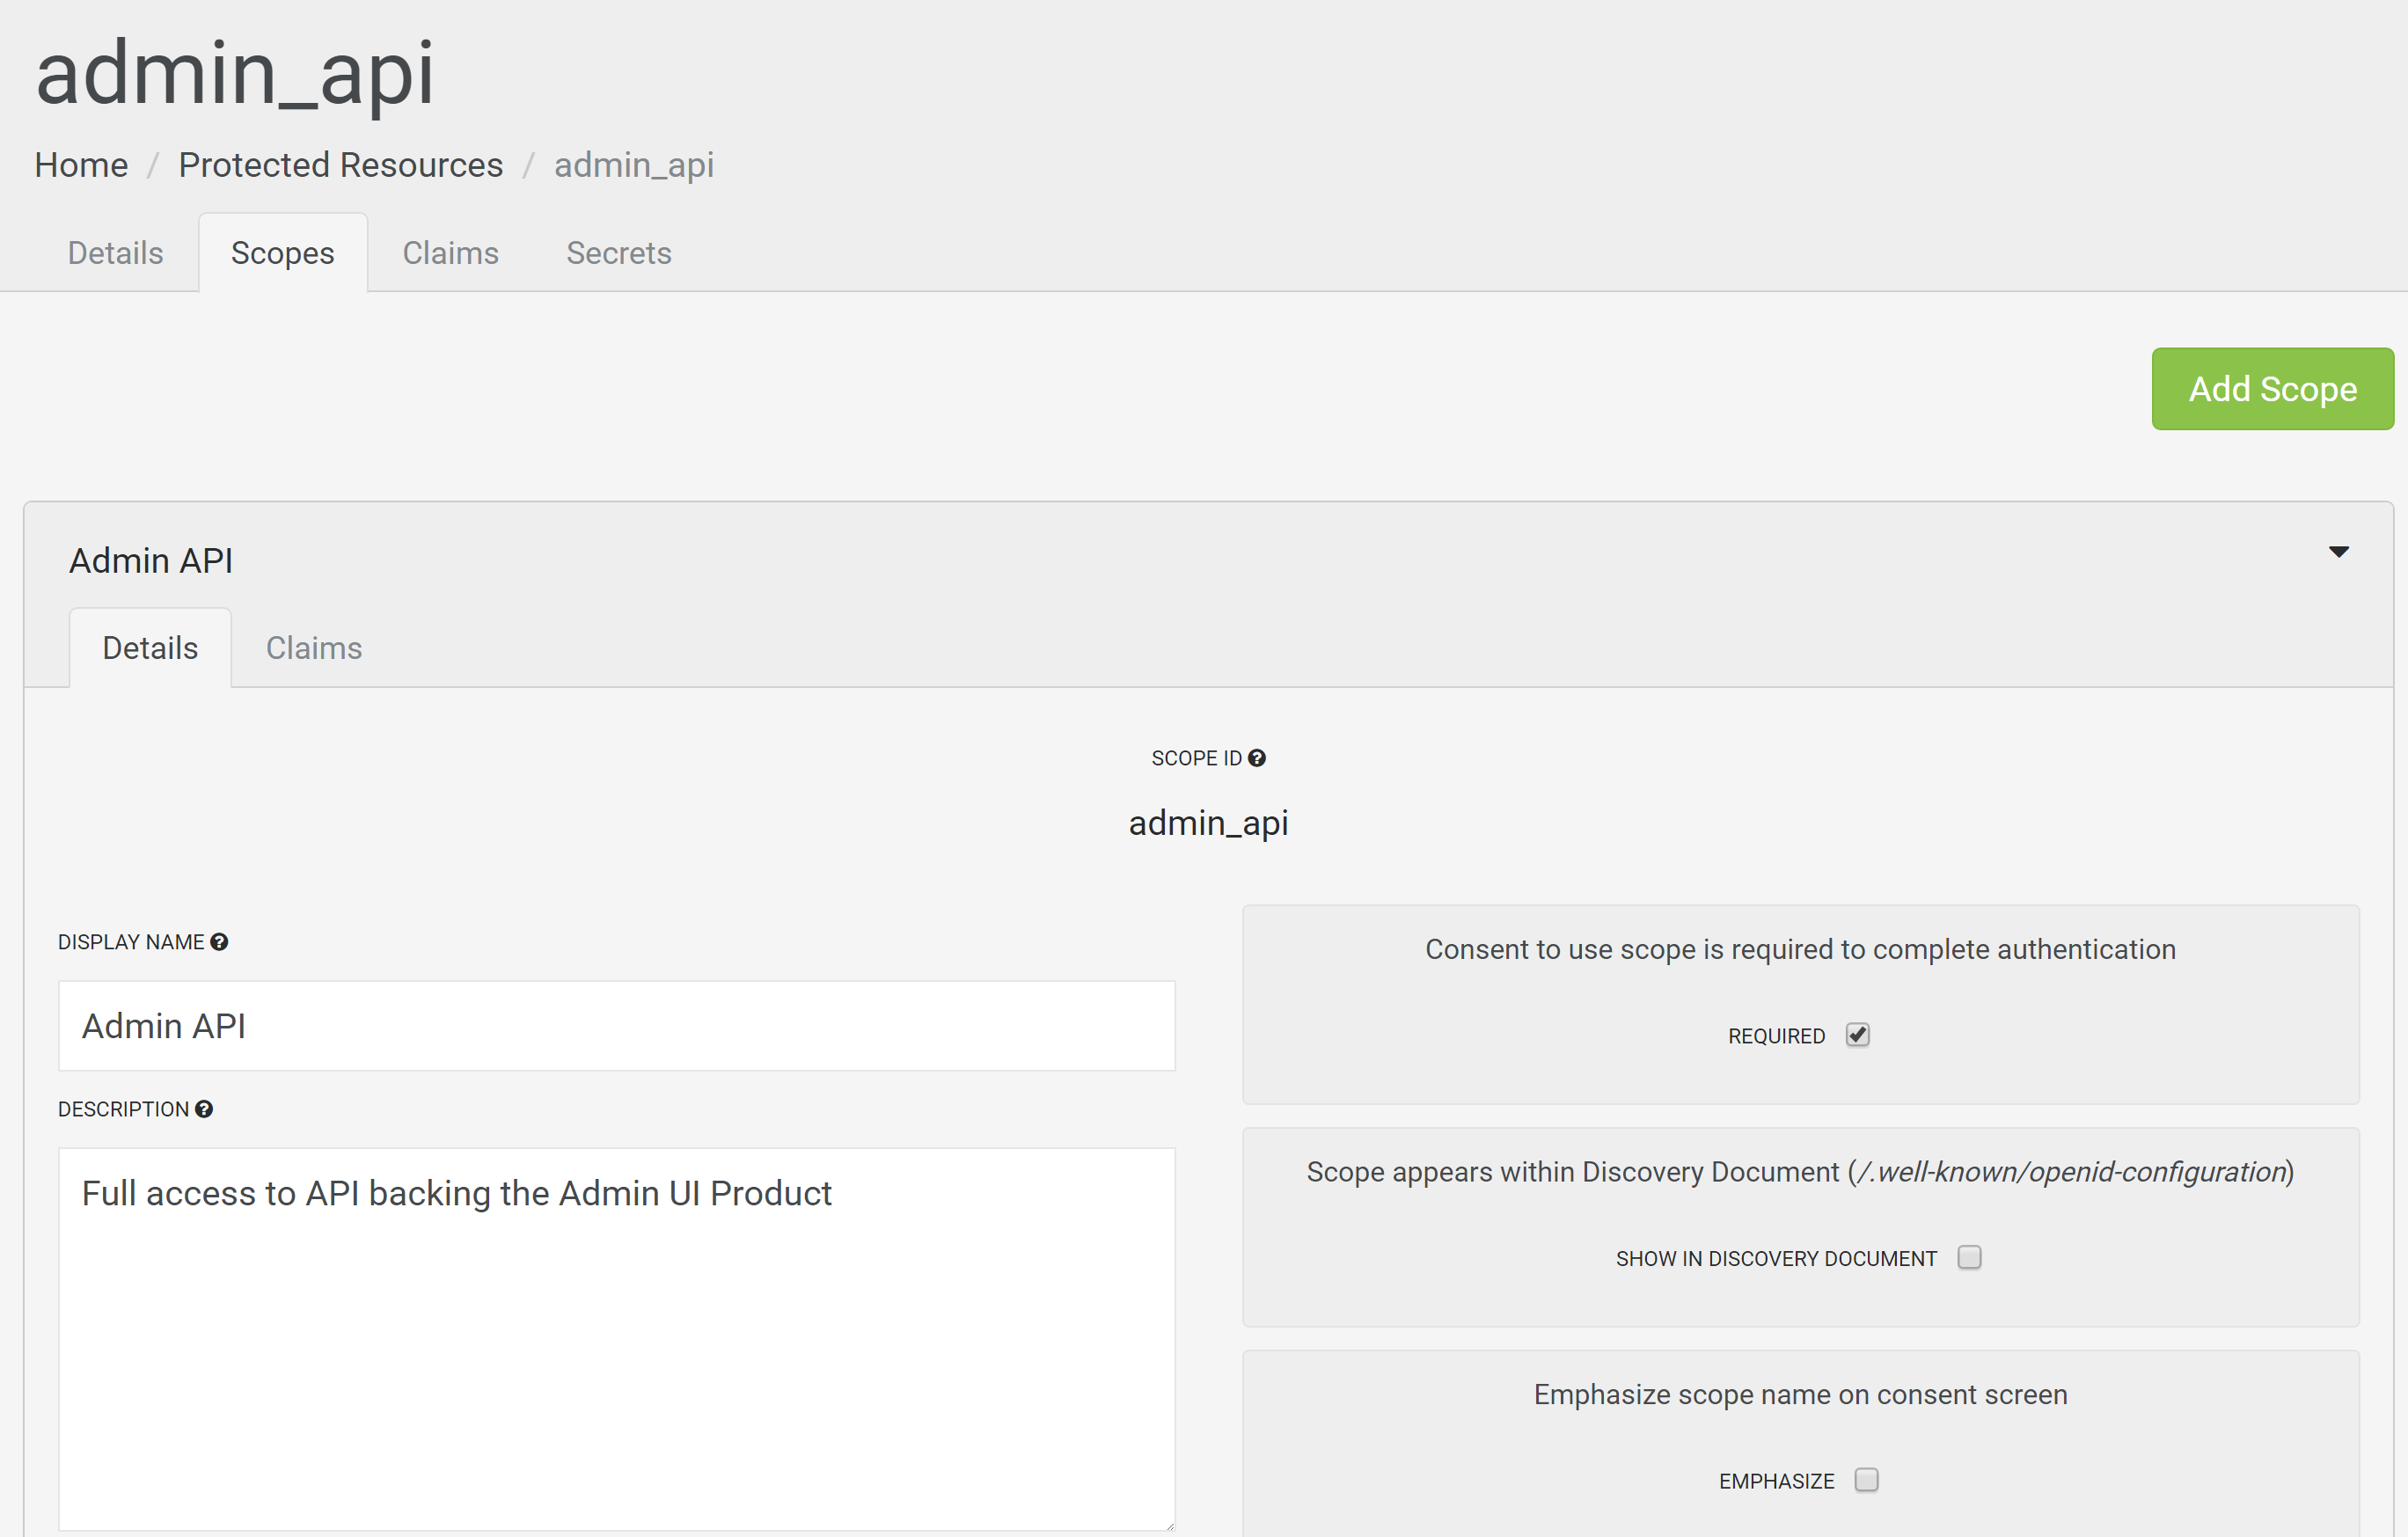 admin_api
Home / Protected Resources / admin_api
Details Scopes Claims Secrets
Add Scope
Admin API
Details Claims
SCOPE ID
admin_api
DISPLAY NAME
Admin API
DESCRIPTION
Full access to API backing the Admin UI Product
Consent to use scope is required to complete authentication
REQUIRED
Scope appears within Discovery Document (/.well-known/openid-configuration)
SHOW IN DISCOVERY DOCUMENT
Emphasize scope name on consent screen
EMPHASIZE